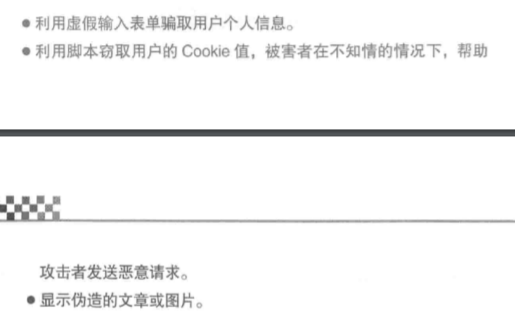 ●利用虚假输入表单骗取用户个人信息。
●利用脚本窃取用户的 Cookie 值，被害者在不知情的情况下，帮助
攻击者发送恶意请求。
●显示伪造的文章或图片。